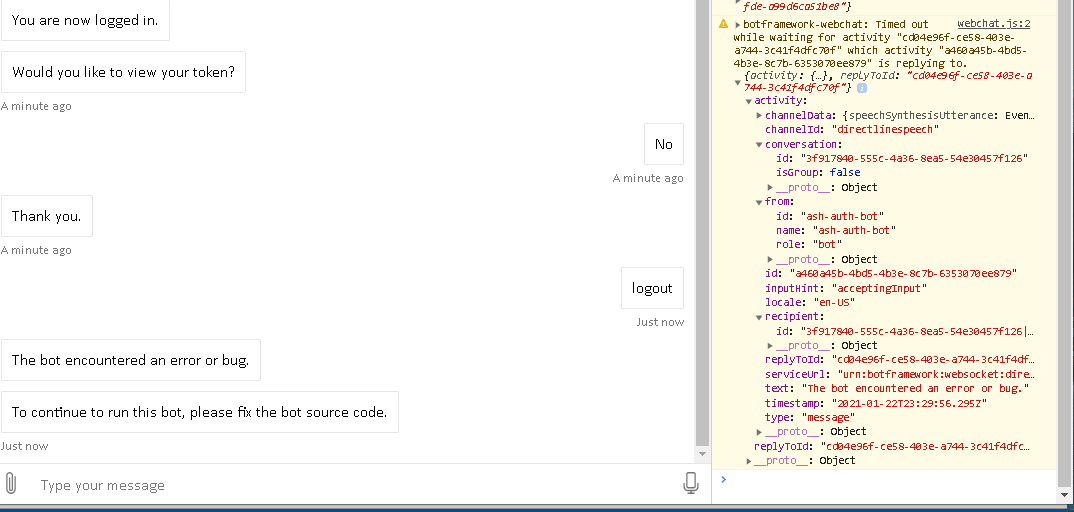 You are now logged in.
Would you like to view your token?
A minute ago
No
A minute ago
Thank you.
A minute ago
logout
Just now
The bot encountered an error or bug.
To continue to run this bot, please fix the bot source code.
Just now
Type your message
fde-a99d6ca51be8"}
botframework-webchat: Timed out webchat.js:2
while waiting for activity "cd04e96f-ce58-403e-
a744-3c41f4dfc70f" which activity "a460a45b-4bd5-
4b3e-8c7b-6353070ee879" is replying to.
{activity: {…}, replyToId: "cd04e96f-ce58-403e-a
744-3c41f4dfc70f"}
activity:
channelData: {speechSynthesisUtterance: Even…
channelId: "directlinespeech"
conversation:
id: "3f917840-555c-4a36-8ea5-54e30457f126"
isGroup: false
__proto__: Object
from:
id: "ash-auth-bot"
name: "ash-auth-bot"
role: "bot"
__proto__: Object
id: "a460a45b-4bd5-4b3e-8c7b-6353070ee879"
inputHint: "acceptingInput"
locale: "en-US"
recipient:
id: "3f917840-555c-4a36-8ea5-54e30457f126|…
__proto__: Object
replyToId: "cd04e96f-ce58-403e-a744-3c41f4df…
serviceUrl: "urn:botframework:websocket:dire…
text: "The bot encountered an error or bug."
timestamp: "2021-01-22T23:29:56.295Z"
type: "message"
__proto__: Object
replyToId: "cd04e96f-ce58-403e-a744-3c41f4dfc…
__proto__: Object